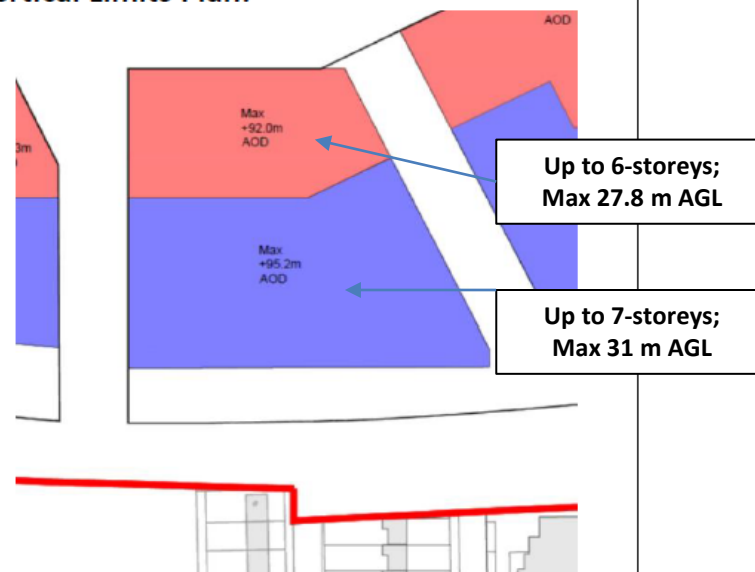 AOD
Max
+92.0m
AOD
Up to 6-storeys;
Max 27.8 m AGL
Max
+95.2m
AOD
Up to 7-storeys;
Max 31 m AGL